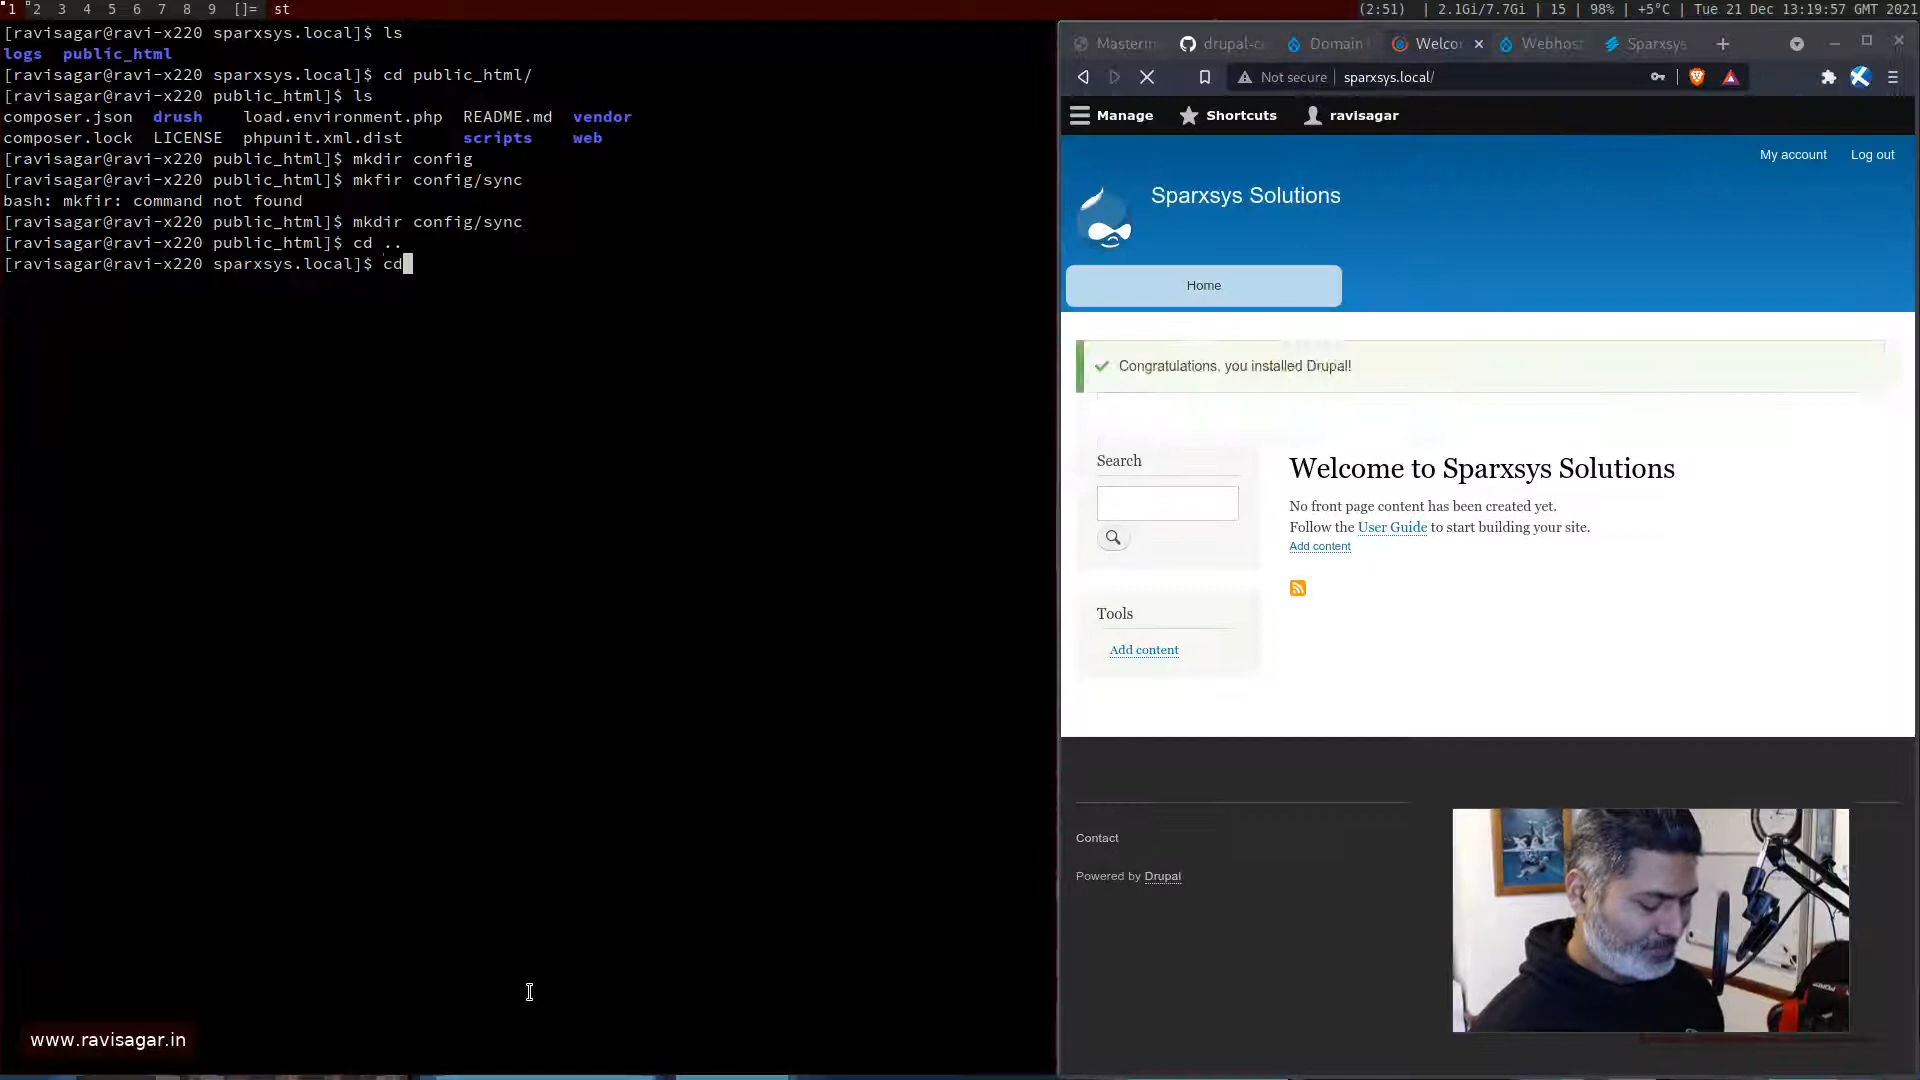 1 2 3 4 5 6 7 8 9 []= st
(2:51) | 2.1Gi/7.7Gi | 15 | 98% | +5°C | Tue 21 Dec 13:19:57 GMT 2021
[ravisagar@ravi-x220 sparxsys.local]$ ls
logs public_html
[ravisagar@ravi-x220 sparxsys.local]$ cd public_html/
[ravisagar@ravi-x220 public_html]$ ls
composer.json drush load.environment.php README.md vendor
composer.lock LICENSE phpunit.xml.dist scripts web
[ravisagar@ravi-x220 public_html]$ mkdir config
[ravisagar@ravi-x220 public_html]$ mkfir config/sync
bash: mkfir: command not found
[ravisagar@ravi-x220 public_html]$ mkdir config/sync
[ravisagar@ravi-x220 public_html]$ cd ..
[ravisagar@ravi-x220 sparxsys.local]$ cd
www.ravisagar.in
Masterin drupal-co Domain Welco Webhos Sparxsys
Not secure sparxsys.local/
Manage Shortcuts ravisagar
My account Log out
Sparxsys Solutions
Home
Congratulations, you installed Drupal!
Search
Welcome to Sparxsys Solutions
No front page content has been created yet.
Follow the User Guide to start building your site.
Add content
Tools
Add content
Contact
Powered by Drupal